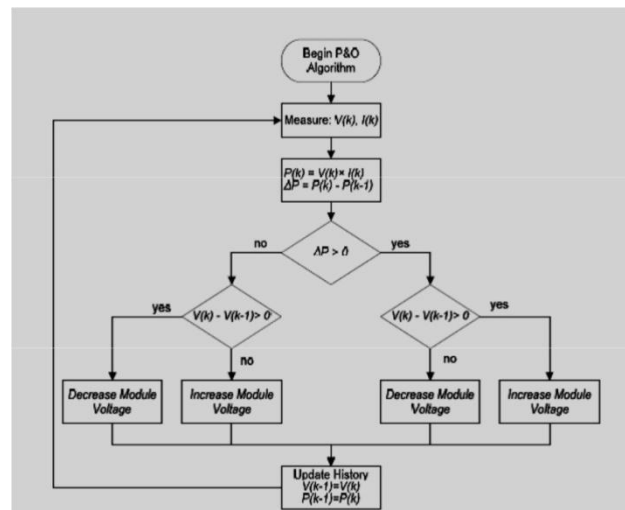 Begin P&O
Algorithm
Measure: V(k), I(k)
P(k) = V(k)× I(k)
ΔP = P(k) - P(k-1)
no
ΔP > 0
yes
yes
V(k) - V(k-1)> 0
V(k) - V(k-1)> 0
yes
no
no
Decrease Module
Voltage
Increase Module
Voltage
Decrease Module
Voltage
Increase Module
Voltage
Update History
V(k-1)=V(k)
P(k-1)=P(k)